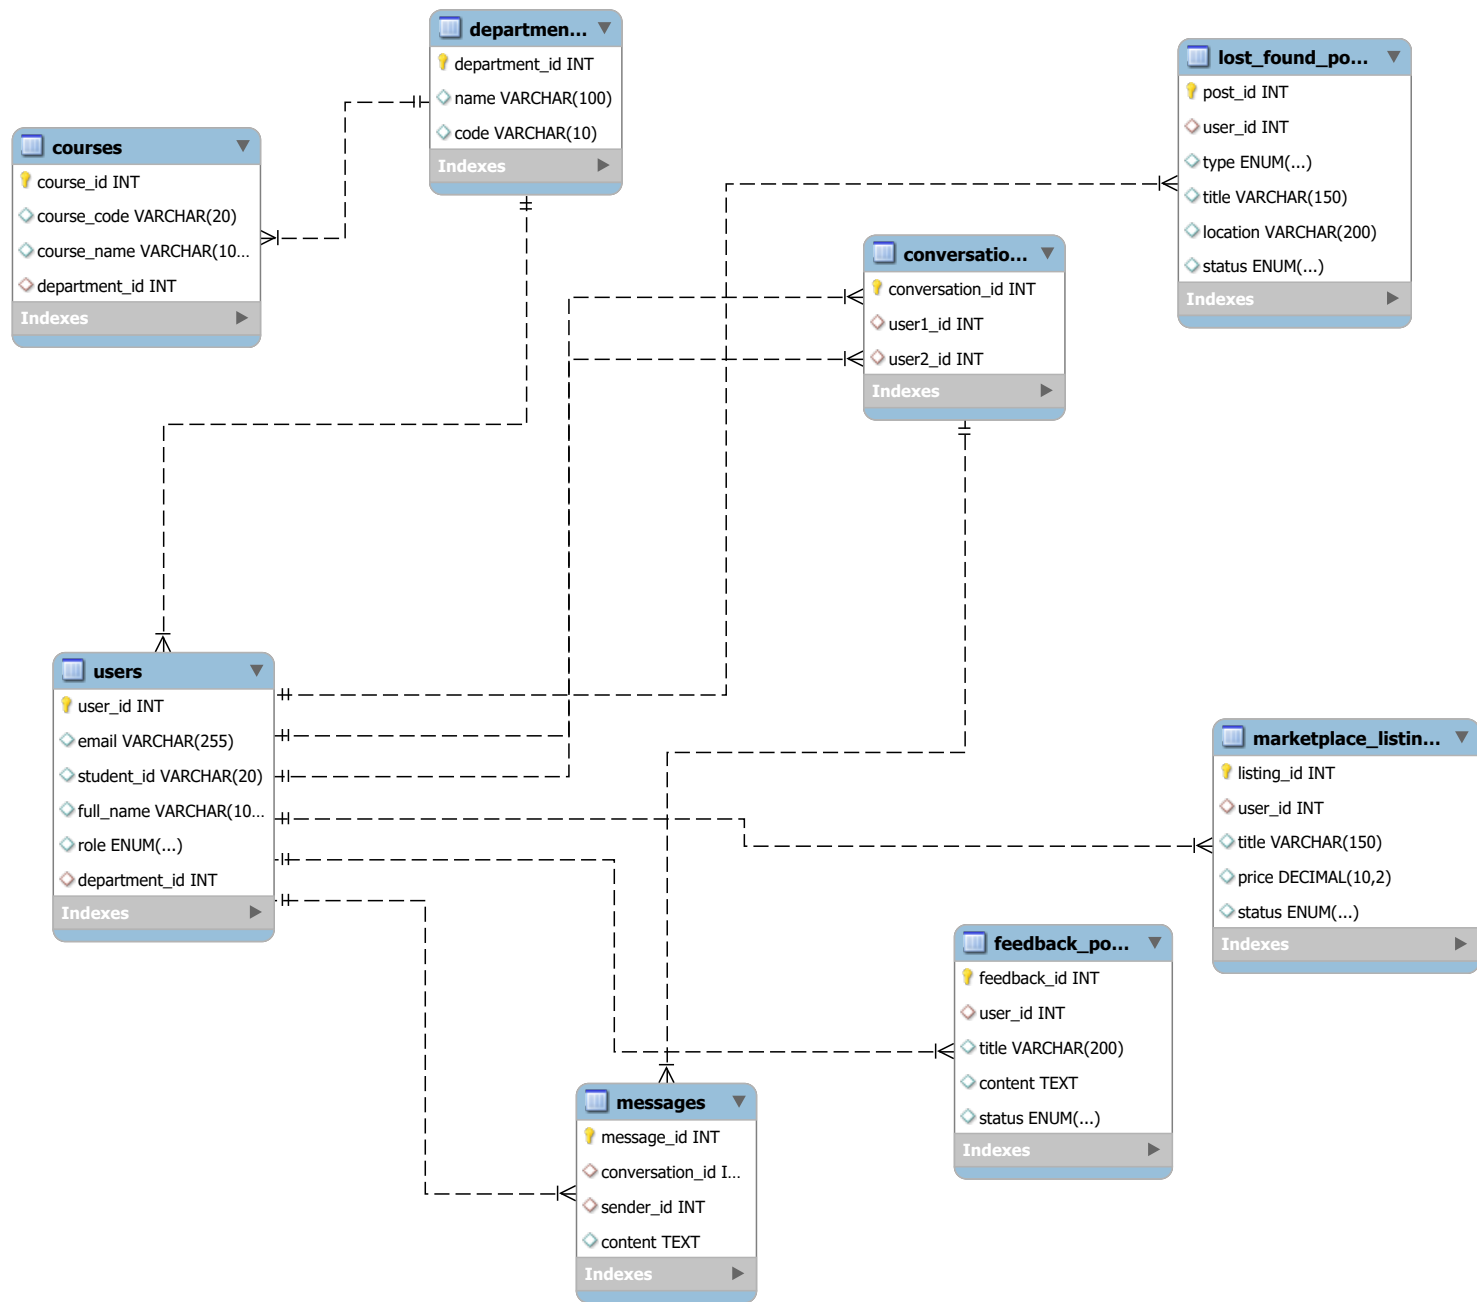 departmen...
department_id INT
name VARCHAR(100)
code VARCHAR(10)
Indexes
lost_found_po...
post_id INT
user_id INT
type ENUM(...)
title VARCHAR(150)
location VARCHAR(200)
status ENUM(...)
Indexes
courses
course_id INT
course_code VARCHAR(20)
course_name VARCHAR(10...
department_id INT
Indexes
conversatio...
conversation_id INT
user1_id INT
user2_id INT
Indexes
users
user_id INT
email VARCHAR(255)
student_id VARCHAR(20)
full_name VARCHAR(10...
role ENUM(...)
department_id INT
Indexes
marketplace_listin...
listing_id INT
user_id INT
title VARCHAR(150)
price DECIMAL(10,2)
status ENUM(...)
Indexes
feedback_po...
feedback_id INT
user_id INT
title VARCHAR(200)
content TEXT
status ENUM(...)
Indexes
messages
message_id INT
conversation_id I...
sender_id INT
content TEXT
Indexes